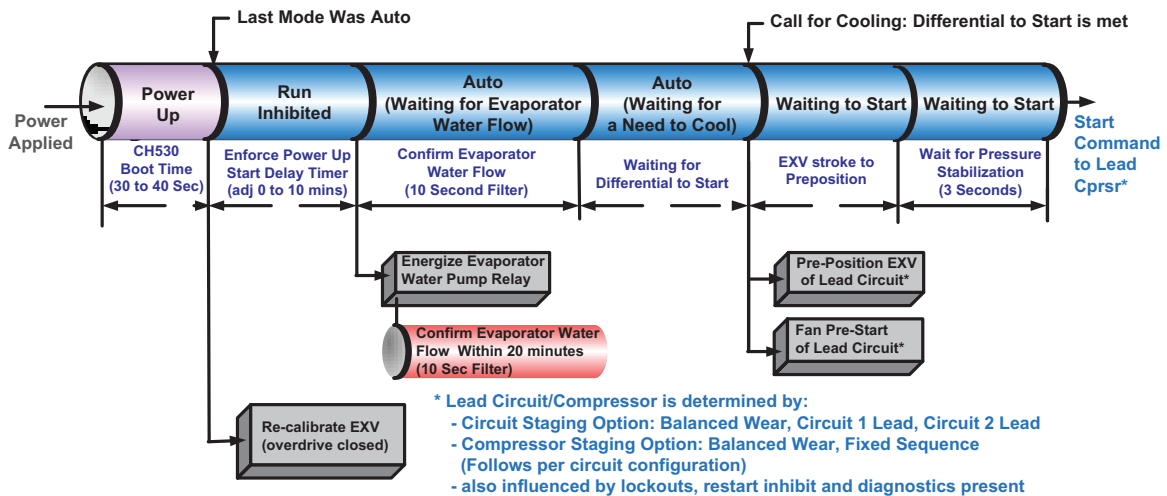 Last Mode Was Auto
Call for Cooling: Differential to Start is met
Power
Applied
Power
Up
Run
Inhibited
Auto
(Waiting for Evaporator
Water Flow)
Auto
(Waiting for
a Need to Cool)
Waiting to Start
Waiting to Start
Start
Command
to Lead
Cprsr*
CH530
Boot Time
(30 to 40 Sec)
Enforce Power Up
Start Delay Timer
(adj 0 to 10 mins)
Confirm Evaporator
Water Flow
(10 Second Filter)
Waiting for
Differential to Start
EXV stroke to
Preposition
Wait for Pressure
Stabilization
(3 Seconds)
Energize Evaporator
Water Pump Relay
Confirm Evaporator Water
Flow Within 20 minutes
(10 Sec Filter)
Pre-Position EXV
of Lead Circuit*
Fan Pre-Start
of Lead Circuit*
Re-calibrate EXV
(overdrive closed)
* Lead Circuit/Compressor is determined by:
- Circuit Staging Option: Balanced Wear, Circuit 1 Lead, Circuit 2 Lead
- Compressor Staging Option: Balanced Wear, Fixed Sequence
(Follows per circuit configuration)
- also influenced by lockouts, restart inhibit and diagnostics present